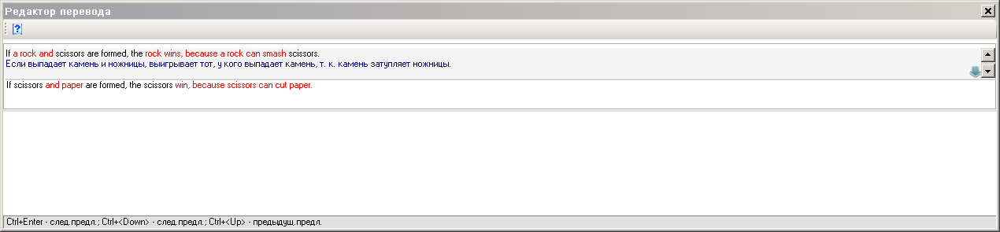 Редактор перевода
If a rock and scissors are formed, the rock wins, because a rock can smash scissors.
Если выпадает камень и ножницы, выигрывает тот, у кого выпадает камень, т. к. камень затупляет ножницы.
If scissors and paper are formed, the scissors win, because scissors can cut paper.
Ctrl+Enter - след.предл.; Ctrl+<Down> - след.предл.; Ctrl+<Up> - предыдущ.предл.